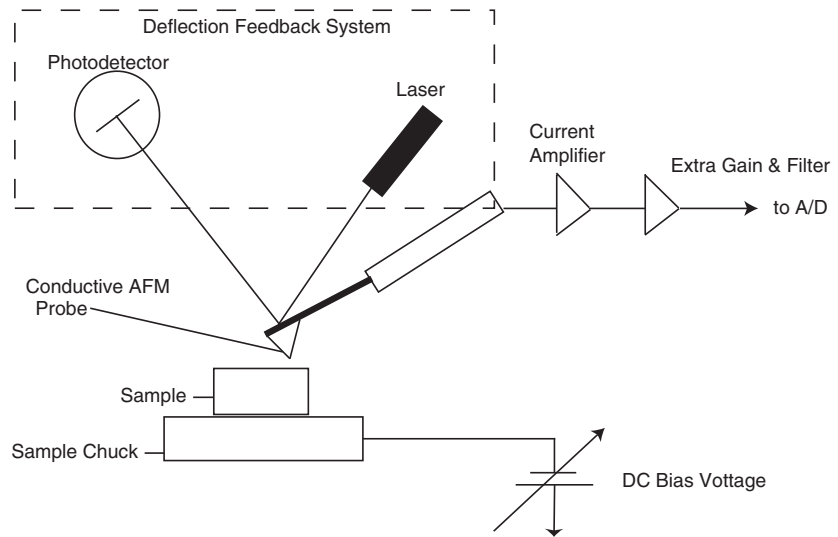 Deflection Feedback System
Photodetector
Laser
Current
Amplifier
Extra Gain & Filter
to A/D
Conductive AFM
Probe
Sample
Sample Chuck
DC Bias Vottage